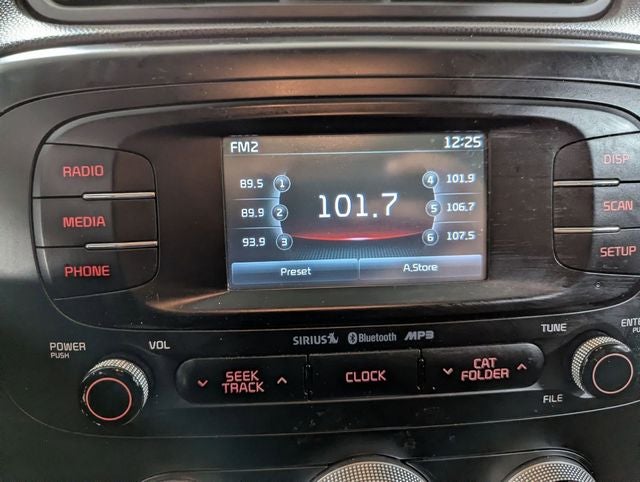 FM2 12:25
89.5 1 4 101.9
101.7
89.9 2 5 106.7
93.9 3 6 107.5
Preset A.Store
RADIO
MEDIA
PHONE
DISP
SCAN
SETUP
SIRIUS Bluetooth MP3
POWER
PUSH
VOL
SEEK
TRACK
CLOCK
CAT
FOLDER
TUNE
FILE
ENTE
PUSH